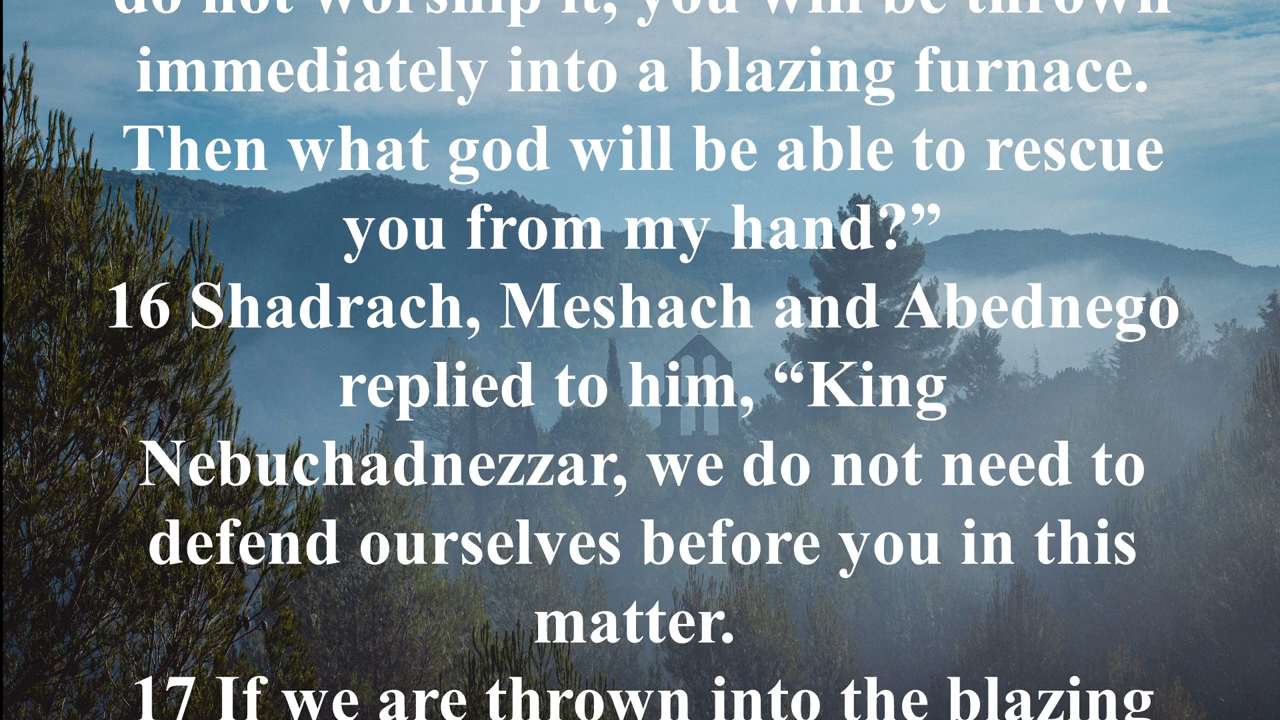 do not worship it, you will be thrown
immediately into a blazing furnace.
Then what god will be able to rescue
you from my hand?”
16 Shadrach, Meshach and Abednego
replied to him, “King
Nebuchadnezzar, we do not need to
defend ourselves before you in this
matter.
17 If we are thrown into the blazing